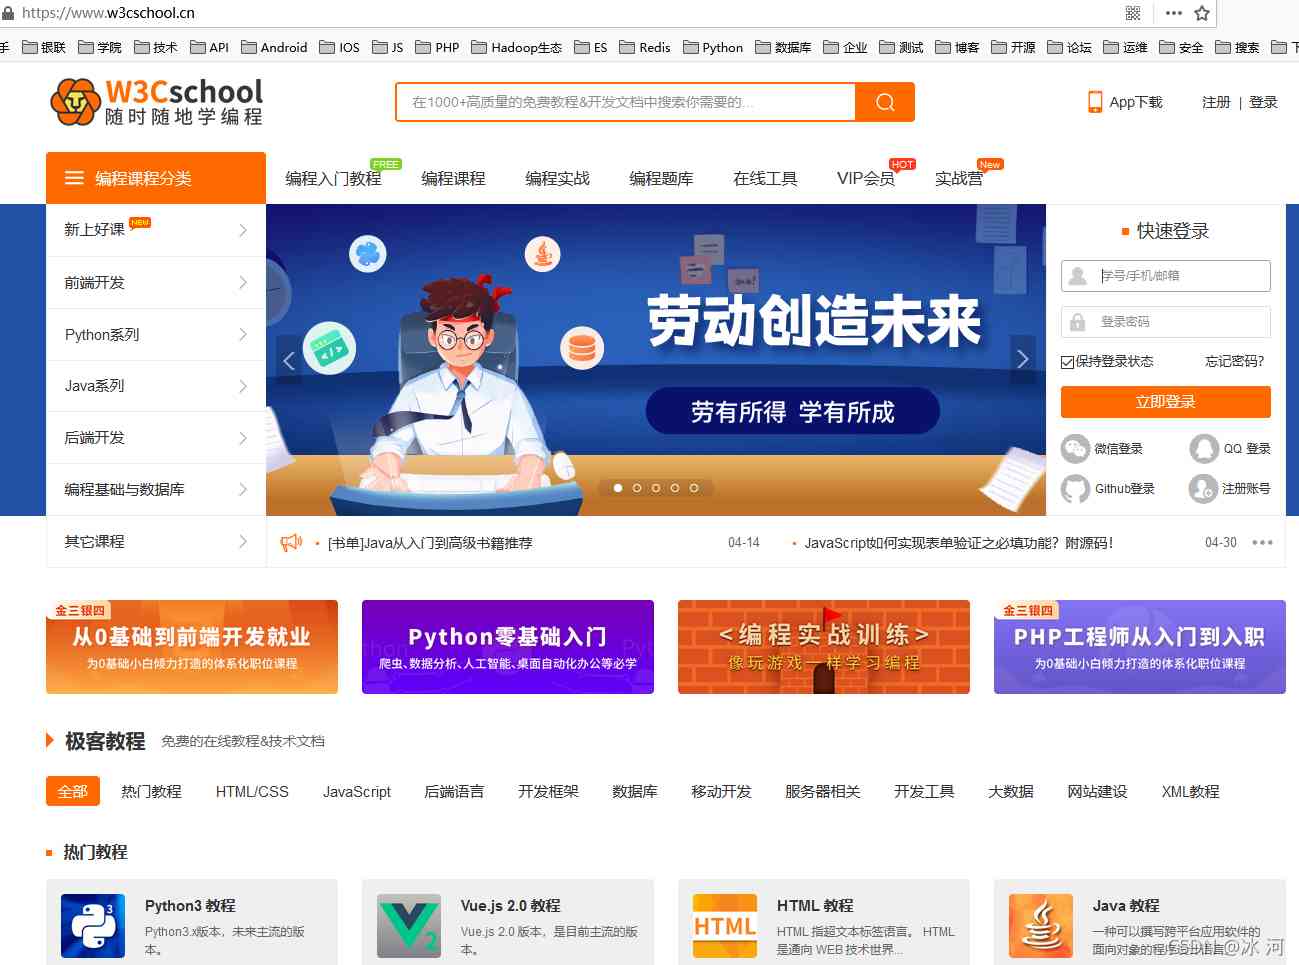 https://www.w3cschool.cn
手 银联 学院 技术 API Android IOS JS PHP Hadoop生态 ES Redis Python 数据库 企业 测试 博客 开源 论坛 运维 安全 搜索
W3Cschool
随时随地学编程
在1000+高质量的免费教程&开发文档中搜索你需要的...
App下载 注册 | 登录
编程课程分类
编程入门教程 FREE 编程课程 编程实战 编程题库 在线工具 VIP会员 HOT 实战营 New
新上好课 NEW
前端开发
Python系列
Java系列
后端开发
编程基础与数据库
其它课程
劳动创造未来
劳有所得 学有所成
快速登录
学号/手机/邮箱
登录密码
保持登录状态 忘记密码?
立即登录
微信登录 QQ 登录
Github登录 注册账号
[书单]Java从入门到高级书籍推荐 04-14 JavaScript如何实现表单验证之必填功能？附源码！ 04-30
金三银四
从0基础到前端开发就业
为0基础小白倾力打造的体系化职位课程
Python零基础入门
爬虫、数据分析、人工智能、桌面自动化办公等必学
<编程实战训练>
像玩游戏一样学习编程
金三银四
PHP工程师从入门到入职
为0基础小白倾力打造的体系化职位课程
极客教程 免费的在线教程&技术文档
全部 热门教程 HTML/CSS JavaScript 后端语言 开发框架 数据库 移动开发 服务器相关 开发工具 大数据 网站建设 XML教程
热门教程
3
Python3 教程
Python3.x版本，未来主流的版
本。
2
Vue.js 2.0 教程
Vue.js 2.0 版本，是目前主流的版
本。
HTML
HTML 教程
HTML 指超文本标签语言。 HTML
是通向 WEB 技术世界...
Java 教程
一种可以撰写跨平台应用软件的
面向对象的程序设计语言。
CSDN @冰 河